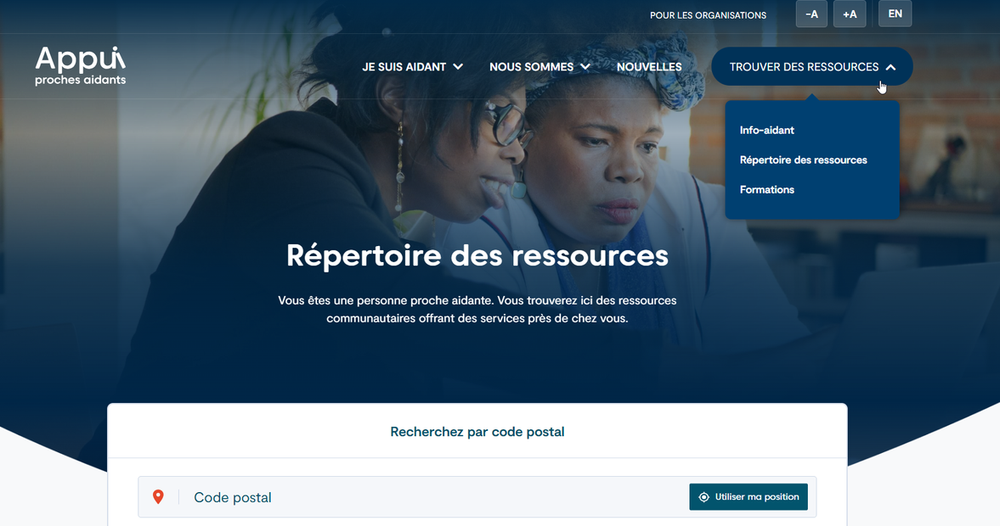 POUR LES ORGANISATIONS
-A
+A
EN
Appui
proches aidants
JE SUIS AIDANT
NOUS SOMMES
NOUVELLES
TROUVER DES RESSOURCES
Info-aidant
Répertoire des ressources
Formations
Répertoire des ressources
Vous êtes une personne proche aidante. Vous trouverez ici des ressources
communautaires offrant des services près de chez vous.
Recherchez par code postal
Code postal
Utiliser ma position